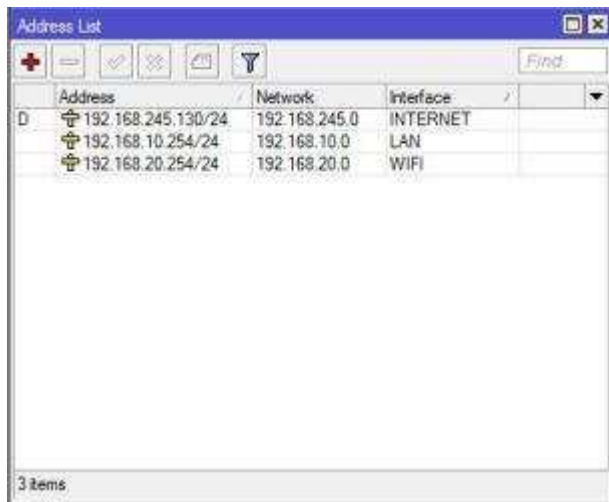 Address List
Find
Address Network Interface
D 192.168.245.130/24 192.168.245.0 INTERNET
192.168.10.254/24 192.168.10.0 LAN
192.168.20.254/24 192.168.20.0 WIFI
3 items